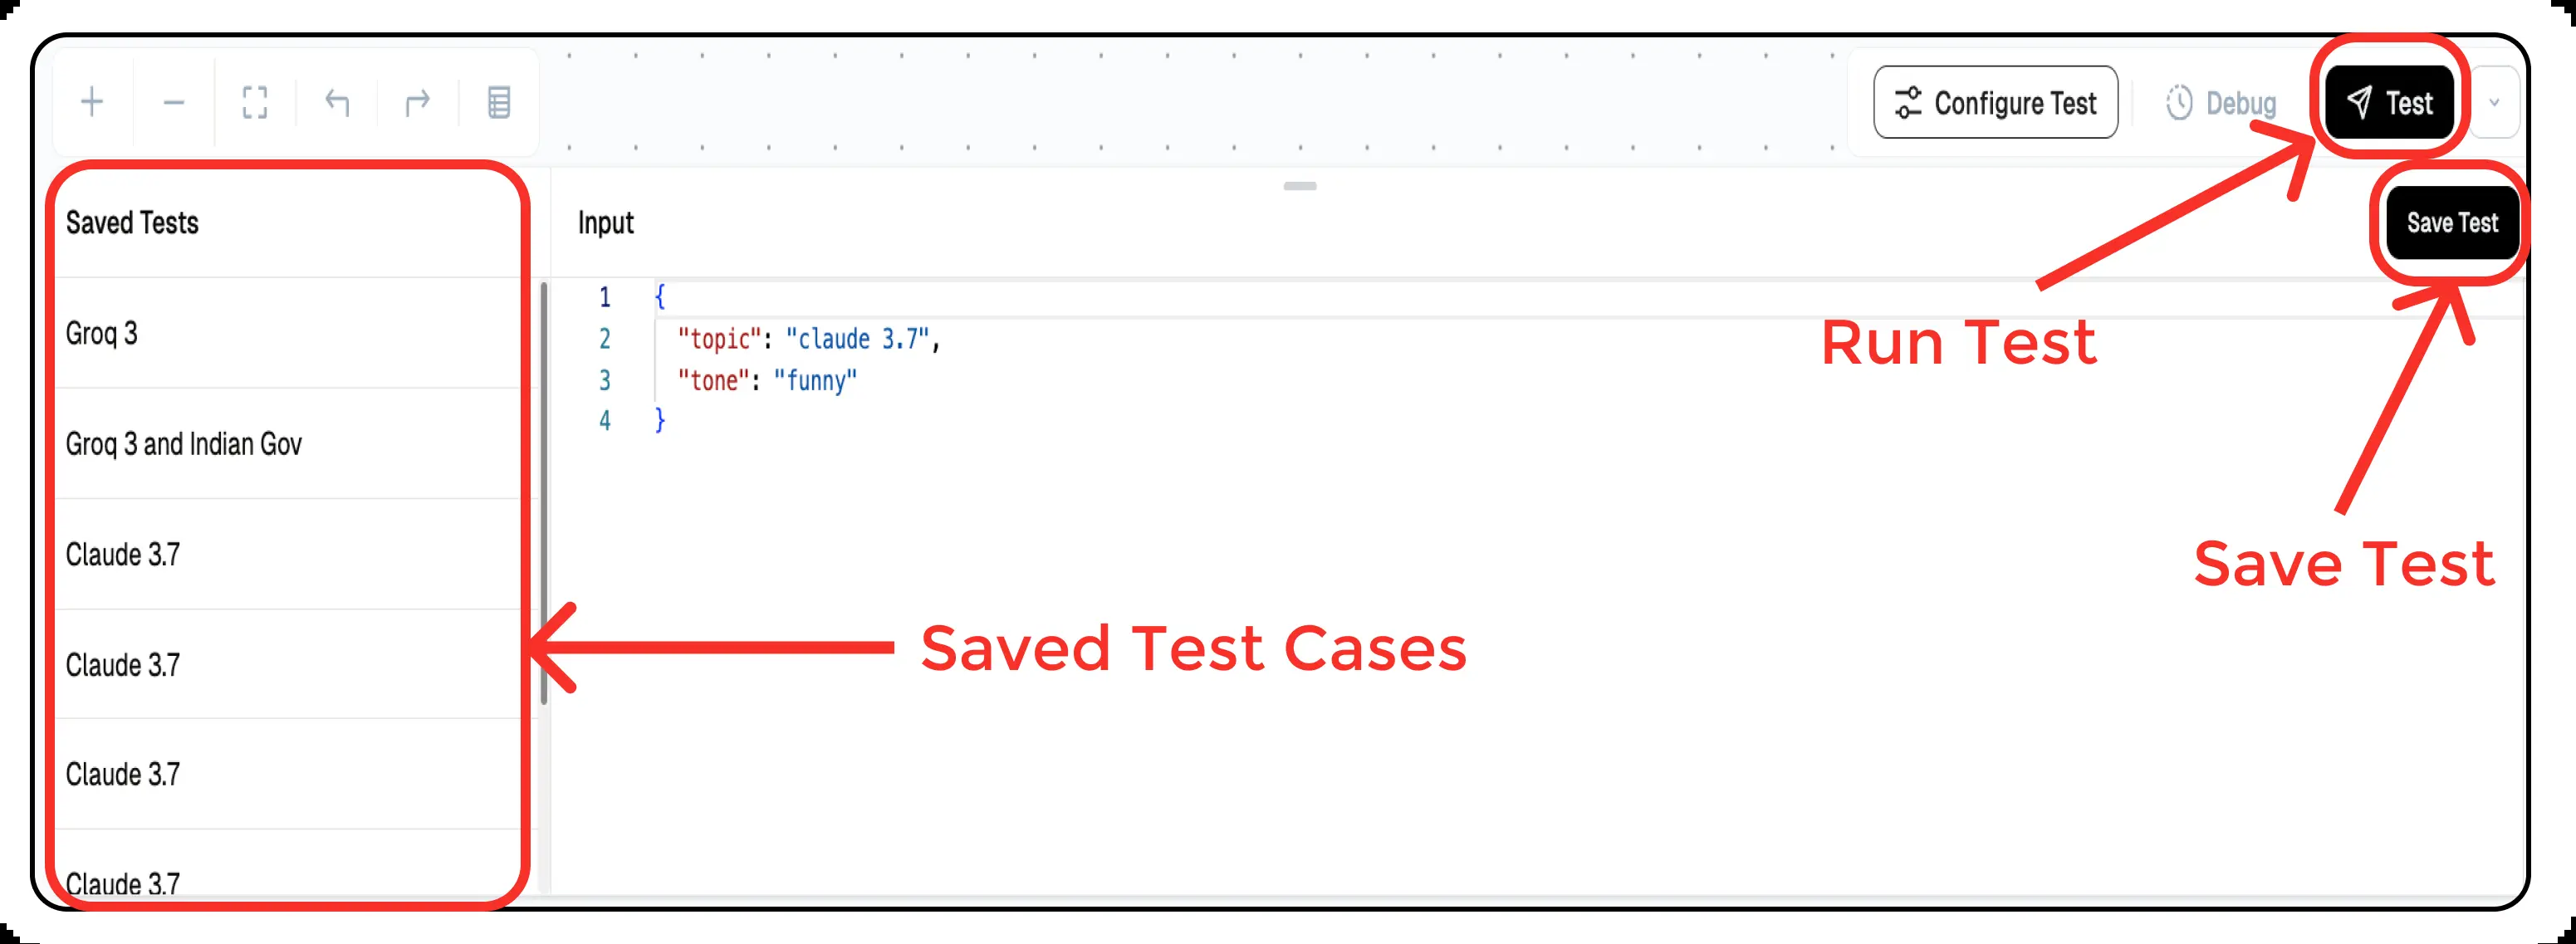 Configure Test
Debug
Test
Saved Tests
Input
Save Test
Groq 3
Groq 3 and Indian Gov
Claude 3.7
Claude 3.7
Claude 3.7
Claude 3.7
1 {
2 "topic": "claude 3.7",
3 "tone": "funny"
4 }
Run Test
Save Test
Saved Test Cases